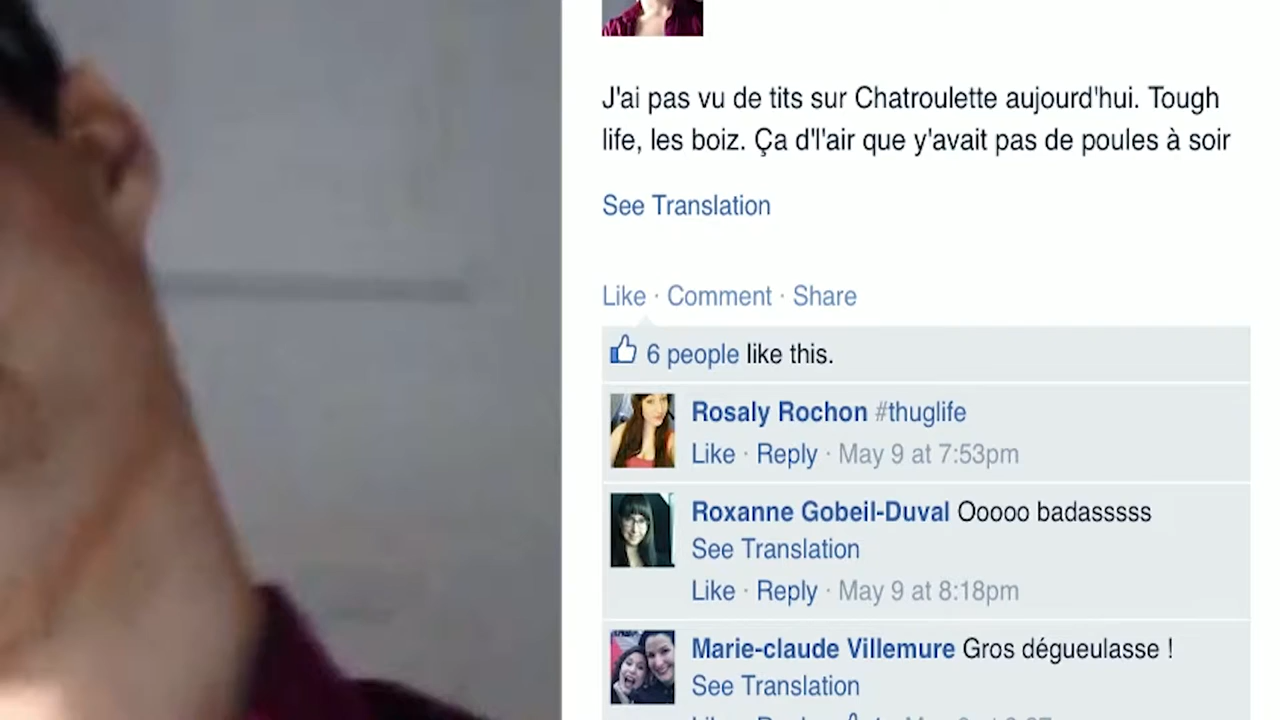 J'ai pas vu de tits sur Chatroulette aujourd'hui. Tough
life, les boiz. Ça d'l'air que y'avait pas de poules à soir
See Translation
Like · Comment · Share
6 people like this.
Rosaly Rochon #thuglife
Like · Reply · May 9 at 7:53pm
Roxanne Gobeil-Duval Ooooo badasssss
See Translation
Like · Reply · May 9 at 8:18pm
Marie-claude Villemure Gros dégueulasse !
See Translation